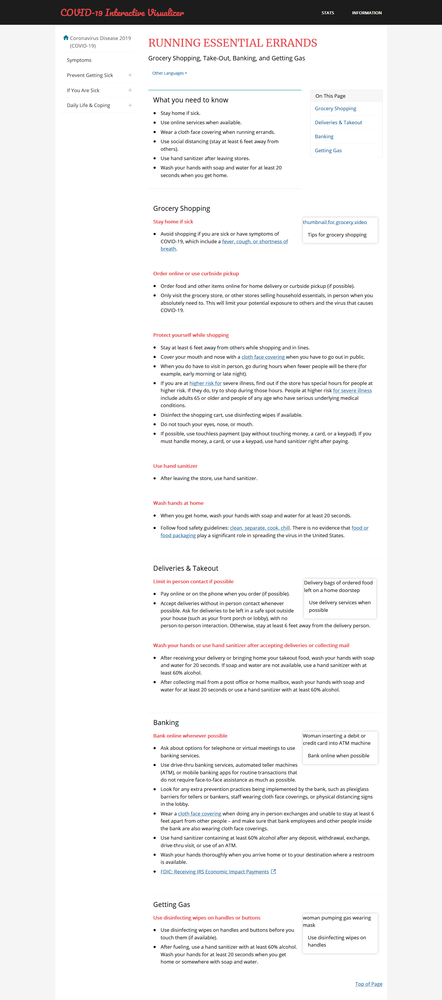 COVID-19 Interactive Visualizer
STATS
INFORMATION
Coronavirus Disease 2019
(COVID-19)
Symptoms
Prevent Getting Sick
If You Are Sick
Daily Life & Coping
RUNNING ESSENTIAL ERRANDS
Grocery Shopping, Take-Out, Banking, and Getting Gas
Other Languages
What you need to know
Stay home if sick.
Use online services when available.
Wear a cloth face covering when running errands.
Use social distancing (stay at least 6 feet away from
others).
Use hand sanitizer after leaving stores.
Wash your hands with soap and water for at least 20
seconds when you get home.
On This Page
Grocery Shopping
Deliveries & Takeout
Banking
Getting Gas
Grocery Shopping
Stay home if sick
Avoid shopping if you are sick or have symptoms of
COVID-19, which include a fever, cough, or shortness of
breath.
thumbnail for grocery video
Tips for grocery shopping
Order online or use curbside pickup
Order food and other items online for home delivery or curbside pickup (if possible).
Only visit the grocery store, or other stores selling household essentials, in person when you
absolutely need to. This will limit your potential exposure to others and the virus that causes
COVID-19.
Protect yourself while shopping
Stay at least 6 feet away from others while shopping and in lines.
Cover your mouth and nose with a cloth face covering when you have to go out in public.
When you do have to visit in person, go during hours when fewer people will be there (for
example, early morning or late night).
If you are at higher risk for severe illness, find out if the store has special hours for people at
higher risk. If they do, try to shop during those hours. People at higher risk for severe illness
include adults 65 or older and people of any age who have serious underlying medical
conditions.
Disinfect the shopping cart, use disinfecting wipes if available.
Do not touch your eyes, nose, or mouth.
If possible, use touchless payment (pay without touching money, a card, or a keypad). If you
must handle money, a card, or use a keypad, use hand sanitizer right after paying.
Use hand sanitizer
After leaving the store, use hand sanitizer.
Wash hands at home
When you get home, wash your hands with soap and water for at least 20 seconds.
Follow food safety guidelines: clean, separate, cook, chill. There is no evidence that food or
food packaging play a significant role in spreading the virus in the United States.
Deliveries & Takeout
Limit in person contact if possible
Pay online or on the phone when you order (if possible).
Accept deliveries without in-person contact whenever
possible. Ask for deliveries to be left in a safe spot outside
your house (such as your front porch or lobby), with no
person-to-person interaction. Otherwise, stay at least 6 feet away from the delivery person.
Delivery bags of ordered food
left on a home doorstep
Use delivery services when
possible
Wash your hands or use hand sanitizer after accepting deliveries or collecting mail
After receiving your delivery or bringing home your takeout food, wash your hands with soap
and water for 20 seconds. If soap and water are not available, use a hand sanitizer with at
least 60% alcohol.
After collecting mail from a post office or home mailbox, wash your hands with soap and
water for at least 20 seconds or use a hand sanitizer with at least 60% alcohol.
Banking
Bank online whenever possible
Ask about options for telephone or virtual meetings to use
banking services.
Use drive-thru banking services, automated teller machines
(ATM), or mobile banking apps for routine transactions that
do not require face-to-face assistance as much as possible.
Woman inserting a debit or
credit card into ATM machine
Bank online when possible
Look for any extra prevention practices being implemented by the bank, such as plexiglass
barriers for tellers or bankers, staff wearing cloth face coverings, or physical distancing signs
in the lobby.
Wear a cloth face covering when doing any in-person exchanges and unable to stay at least 6
feet apart from other people – and make sure that bank employees and other people inside
the bank are also wearing cloth face coverings.
Use hand sanitizer containing at least 60% alcohol after any deposit, withdrawal, exchange,
drive-thru visit, or use of an ATM.
Wash your hands thoroughly when you arrive home or to your destination where a restroom
is available.
FDIC: Receiving IRS Economic Impact Payments
Getting Gas
Use disinfecting wipes on handles or buttons
Use disinfecting wipes on handles and buttons before you
touch them (if available).
After fueling, use a hand sanitizer with at least 60% alcohol.
Wash your hands for at least 20 seconds when you get
home or somewhere with soap and water.
woman pumping gas wearing
mask
Use disinfecting wipes on
handles
Top of Page